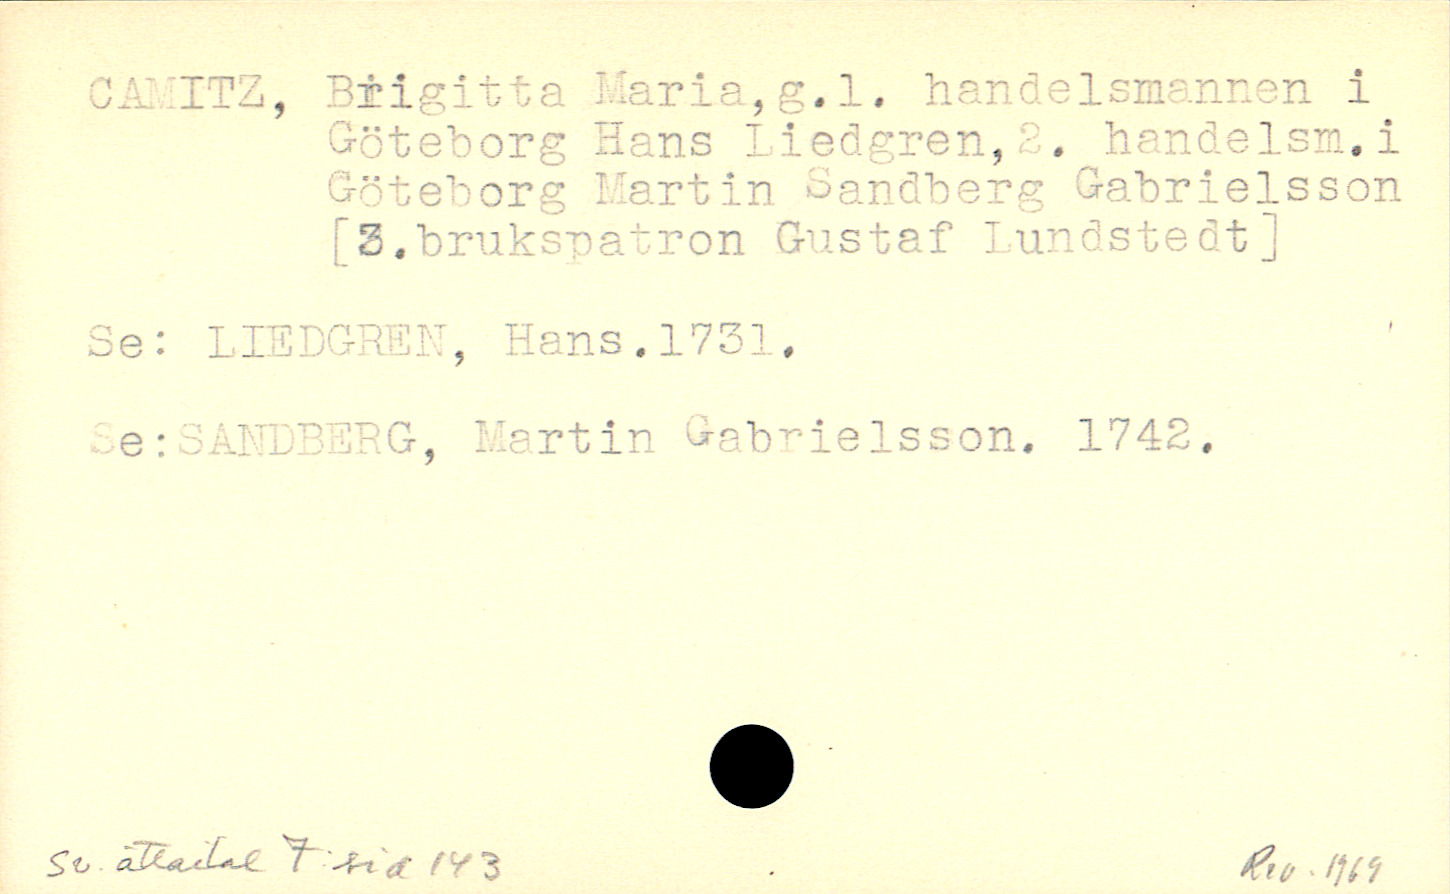 CAMITZ, Brigitta Maria,g.l. handelsmannen i
Göteborg Hans Liedgren,2. handelsm.i
Göteborg Martin Sandberg Gabrielsson
[3.brukspatron Gustaf Lundstedt]
Se: LIEDGREN, Hans.1731.
Se:SANDBERG, Martin Gabrielsson. 1742.
Sv. ättartal 7: sid 143
Rev. 1969